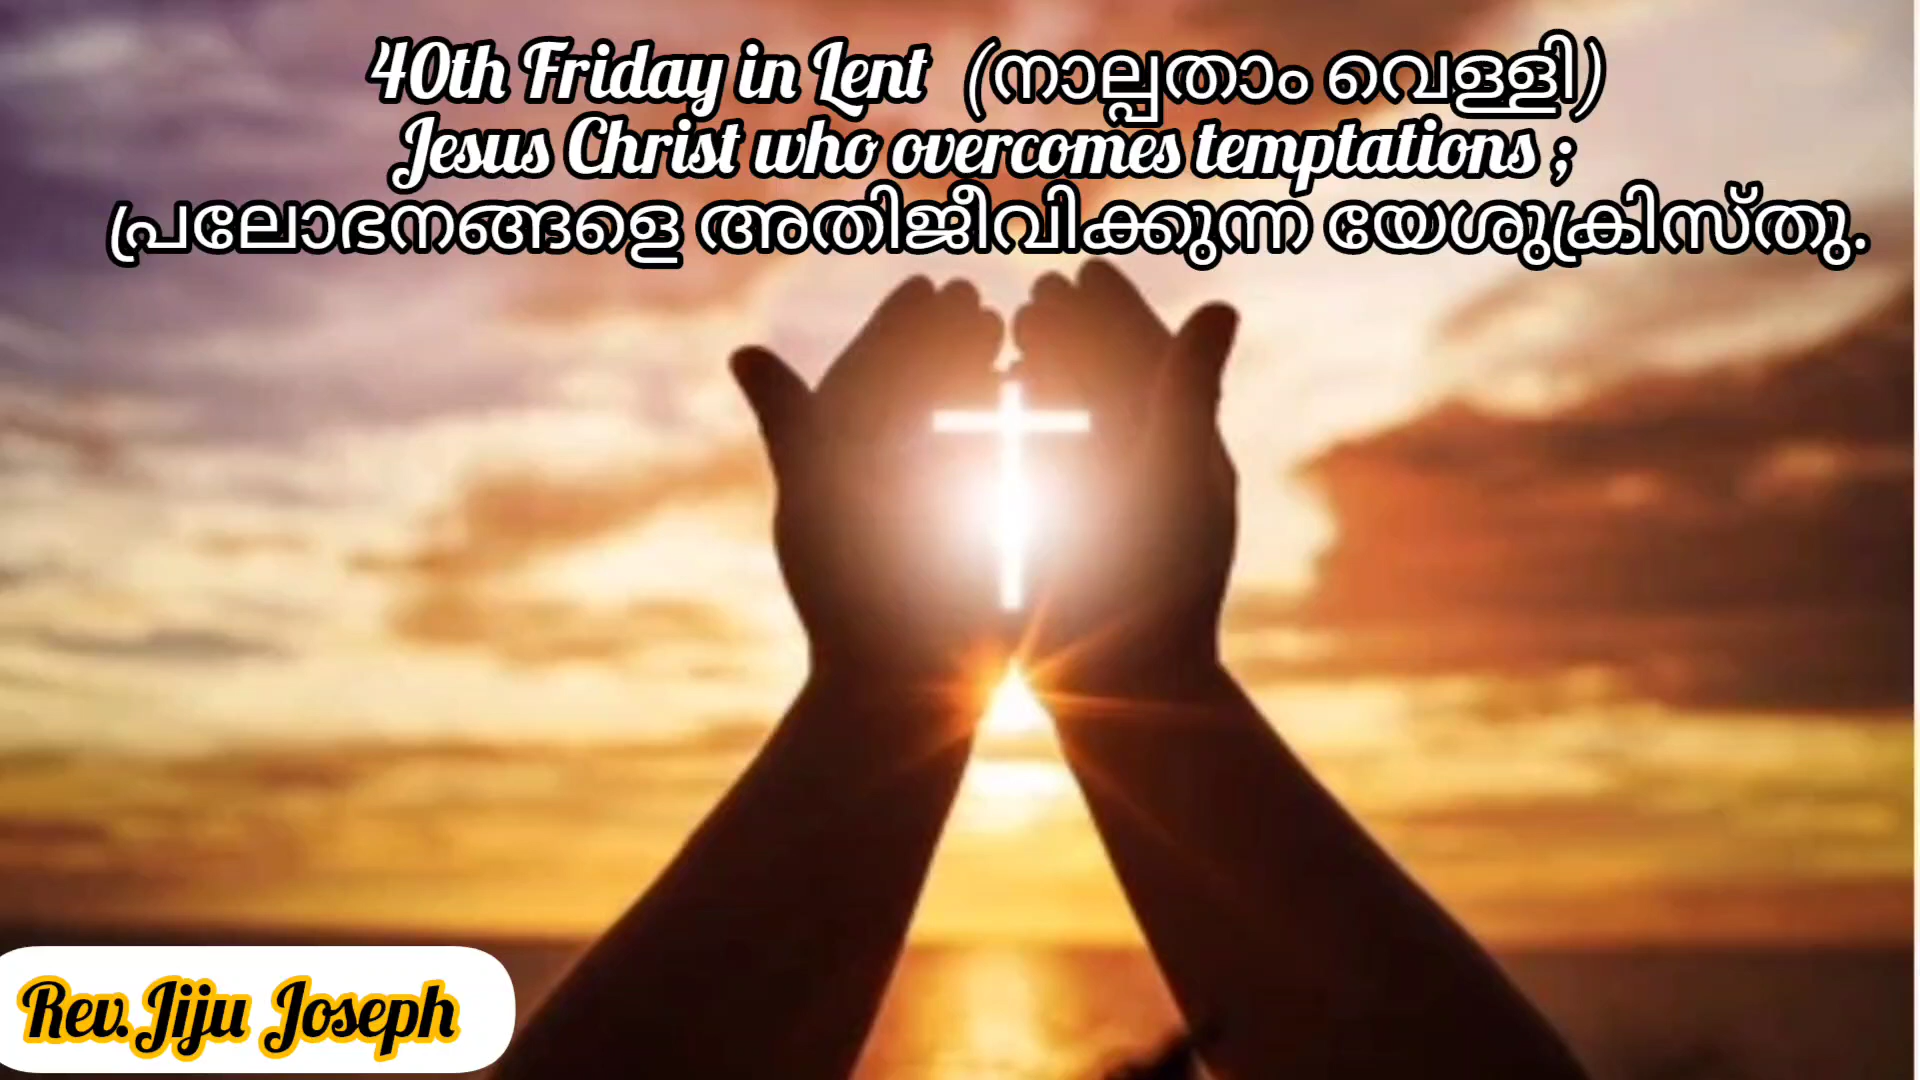 40th Friday in Lent (നാല്പതാം വെള്ളി)
Jesus Christ who overcomes temptations ;
പ്രലോഭനങ്ങളെ അതിജീവിക്കുന്ന യേശുക്രിസ്തു.
Rev.Jiju Joseph